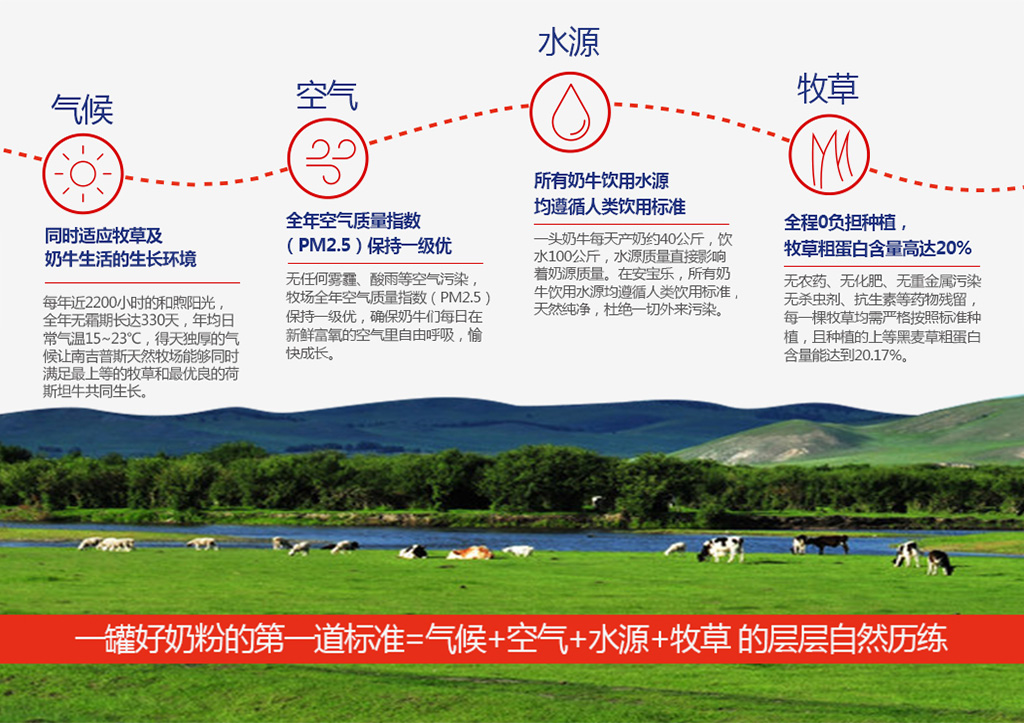 气候
同时适应牧草及
奶牛生活的生长环境
每年近2200小时的和煦阳光，
全年无霜期长达330天，年均日
常气温15~23℃，得天独厚的气
候让南吉普斯天然牧场能够同时
满足最上等的牧草和最优良的荷
斯坦牛共同生长。
空气
全年空气质量指数
（PM2.5）保持一级优
无任何雾霾、酸雨等空气污染，
牧场全年空气质量指数（PM2.5）
保持一级优，确保奶牛们每日在
新鲜富氧的空气里自由呼吸，愉
快成长。
水源
所有奶牛饮用水源
均遵循人类饮用标准
一头奶牛每天产奶约40公斤，饮
水100公斤，水源质量直接影响
着奶源质量。在安宝乐，所有奶
牛饮用水源均遵循人类饮用标准，
天然纯净，杜绝一切外来污染。
牧草
全程0负担种植，
牧草粗蛋白含量高达20%
无农药、无化肥、无重金属污染
无杀虫剂、抗生素等药物残留，
每一棵牧草均需严格按照标准种
植，且种植的上等黑麦草粗蛋白
含量能达到20.17%。
一罐好奶粉的第一道标准=气候+空气+水源+牧草 的层层自然历练